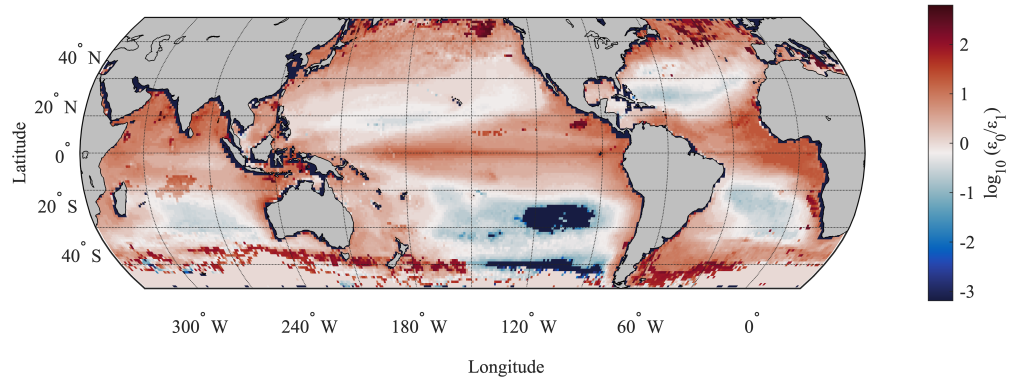 40° N
20° N
0°
20° S
40° S
Latitude
300° W
240° W
180° W
120° W
60° W
0°
Longitude
2
1
0
-1
-2
-3
log₁₀ (ε₀/ε₁)